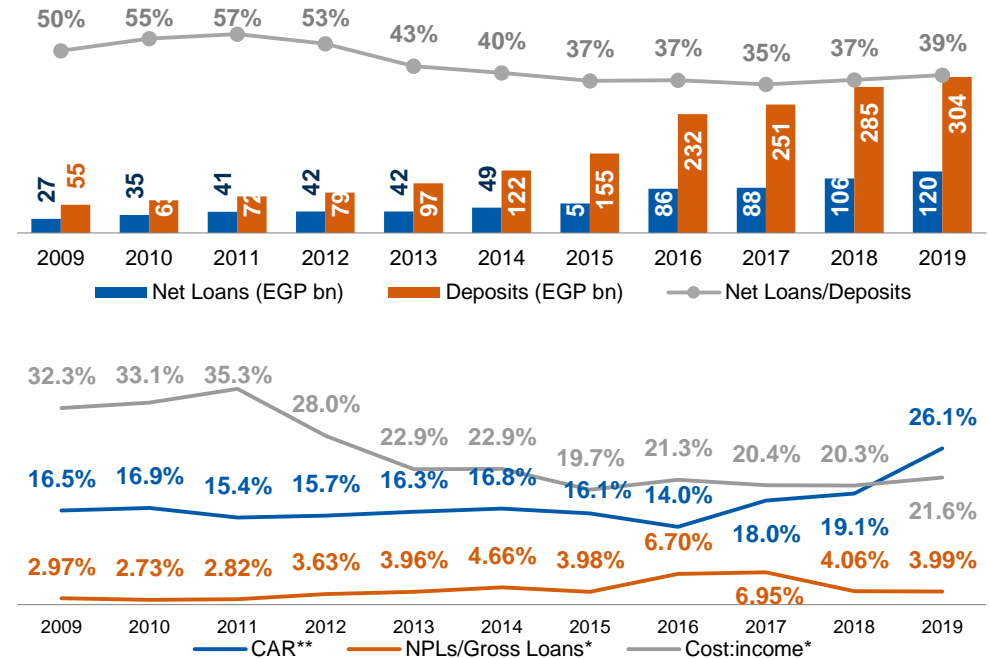 50% 55% 57% 53% 43% 40% 37% 37% 35% 37% 39%
27 55 35 41 72 42 79 42 97 49 122 155 86 232 88 251 106 285 120 304
2009 2010 2011 2012 2013 2014 2015 2016 2017 2018 2019
Net Loans (EGP bn) Deposits (EGP bn) Net Loans/Deposits
32.3% 33.1% 35.3% 28.0% 22.9% 22.9% 19.7% 21.3% 20.4% 20.3% 21.6%
16.5% 16.9% 15.4% 15.7% 16.3% 16.8% 16.1% 14.0% 18.0% 19.1% 26.1%
2.97% 2.73% 2.82% 3.63% 3.96% 4.66% 3.98% 6.70% 6.95% 4.06% 3.99%
2009 2010 2011 2012 2013 2014 2015 2016 2017 2018 2019
CAR** NPLs/Gross Loans* Cost:income*